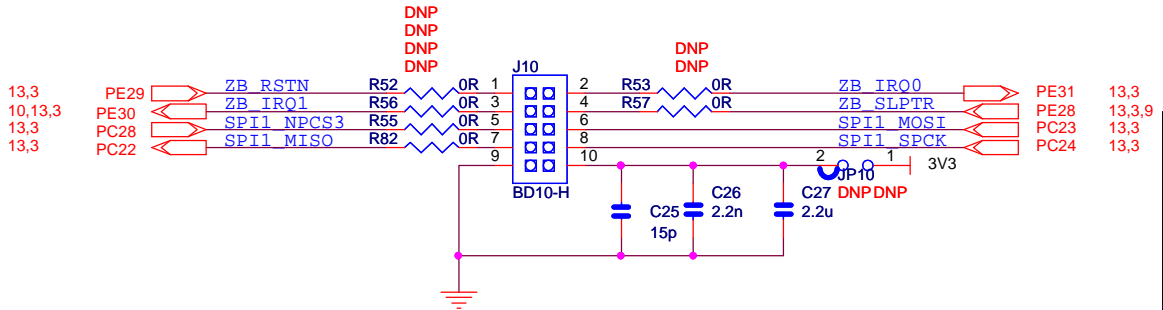 DNP
DNP
DNP
DNP
DNP
DNP
J10
13,3 PE29 ZB_RSTN R52 0R 1 2 R53 0R ZB_IRQ0 PE31 13,3
10,13,3 PE30 ZB_IRQ1 R56 0R 3 4 R57 0R ZB_SLPTR PE28 13,3,9
13,3 PC28 SPI1_NPCS3 R55 0R 5 6 SPI1_MOSI PC23 13,3
13,3 PC22 SPI1_MISO R82 0R 7 8 SPI1_SPCK PC24 13,3
9 10 2 1 3V3
JP10
BD10-H C26 C27 DNP DNP
C25 2.2n 2.2u
15p